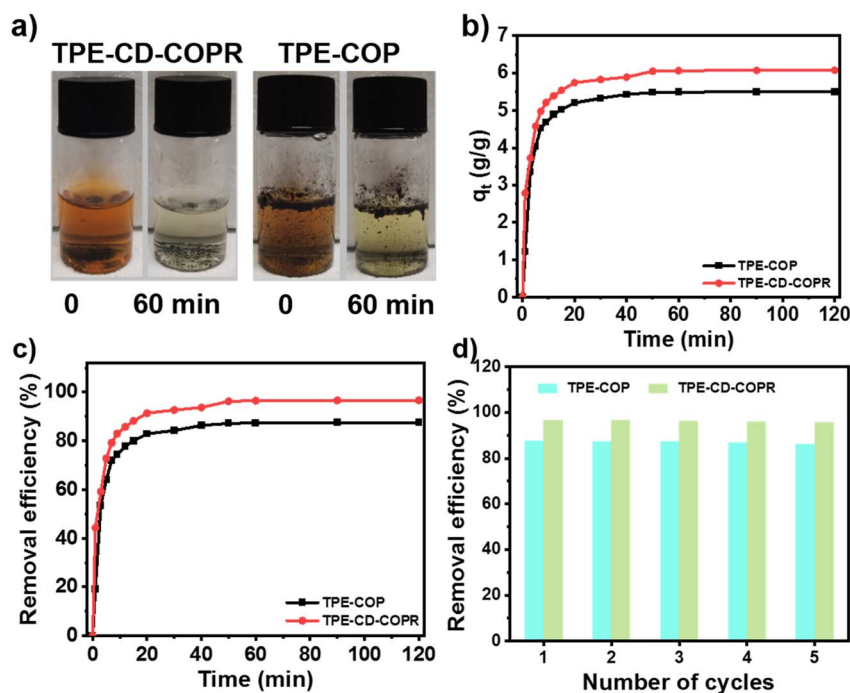 a)
TPE-CD-COPR TPE-COP
0 60 min 0 60 min
b)
7
6
5
4
3
2
1
0
qt (g/g)
TPE-COP
TPE-CD-COPR
0 20 40 60 80 100 120
Time (min)
c)
100
80
60
40
20
0
Removal efficiency (%)
TPE-COP
TPE-CD-COPR
0 20 40 60 80 100 120
Time (min)
d)
120
100
80
60
40
20
0
Removal efficiency (%)
TPE-COP TPE-CD-COPR
1 2 3 4 5
Number of cycles